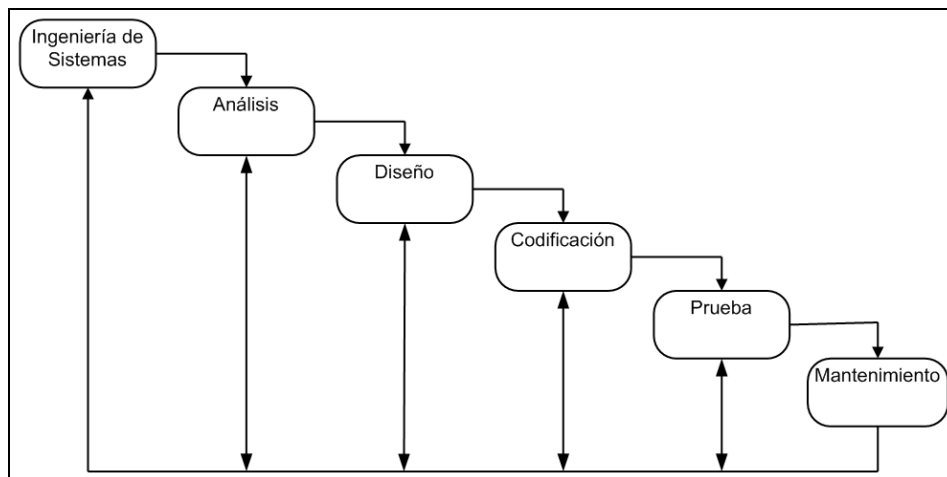 Ingeniería de
Sistemas
Análisis
Diseño
Codificación
Prueba
Mantenimiento